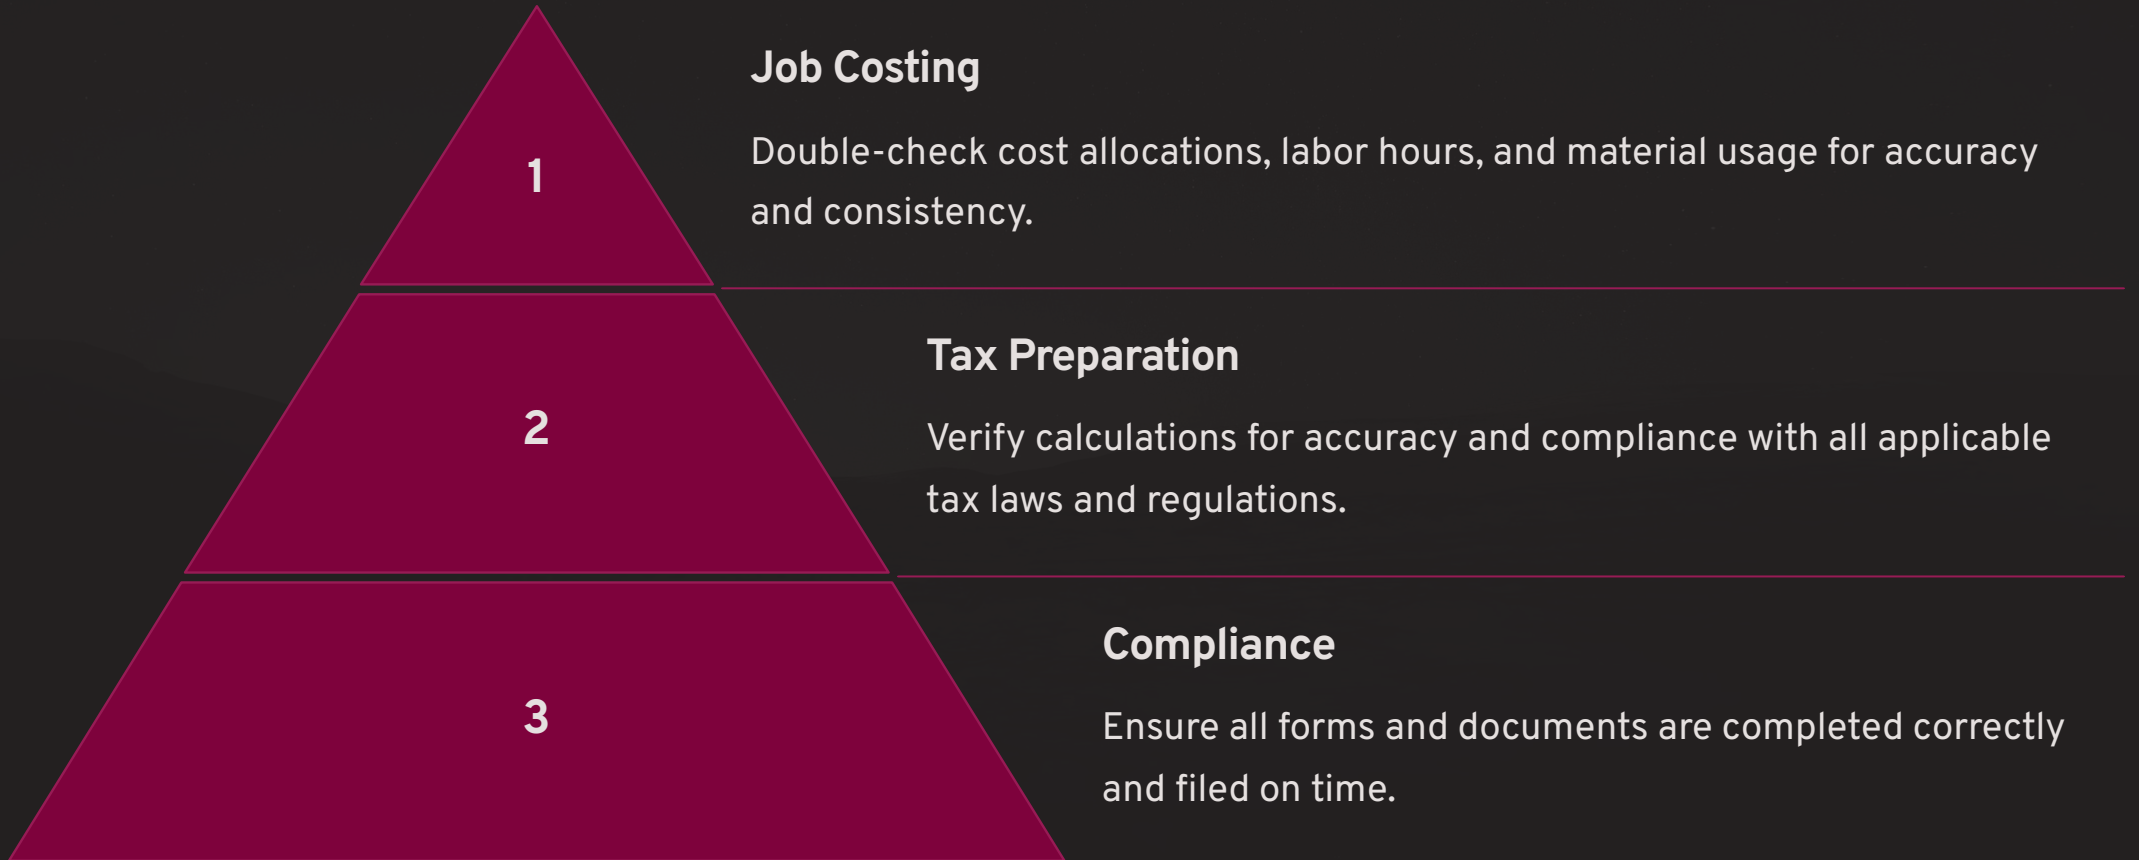 1
Job Costing
Double-check cost allocations, labor hours, and material usage for accuracy
and consistency.
2
Tax Preparation
Verify calculations for accuracy and compliance with all applicable
tax laws and regulations.
3
Compliance
Ensure all forms and documents are completed correctly
and filed on time.